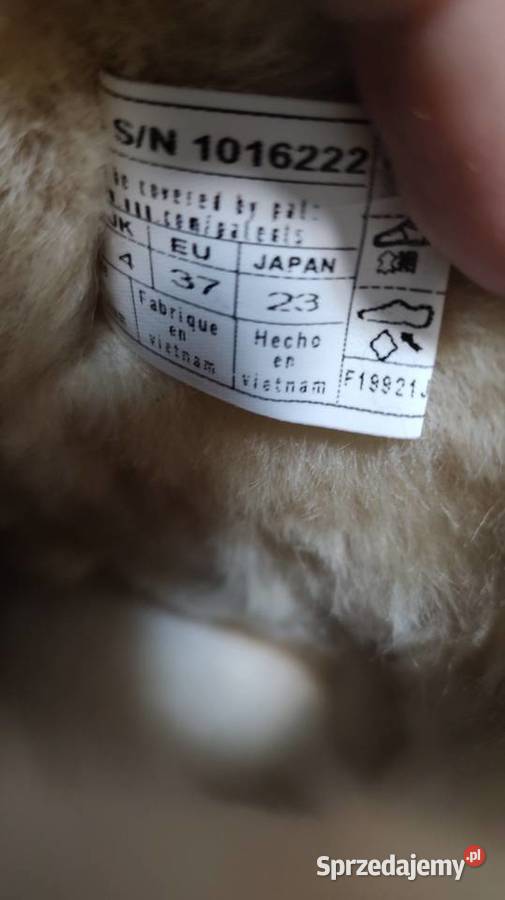 S/N 1016222
be covered by pat:
.com/patents
UK EU JAPAN
4 37 23
Fabrique
en
vietnam
Hecho
en
vietnam
F19921J
Sprzedajemy.pl